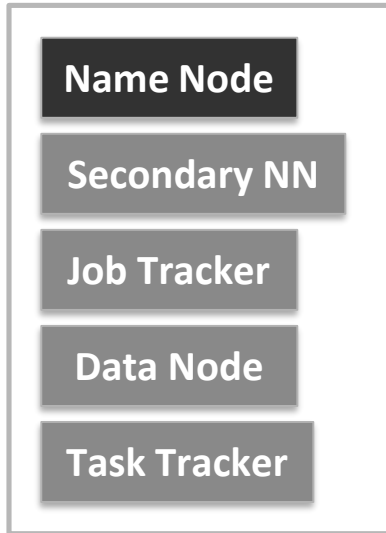 Name Node
Secondary NN
Job Tracker
Data Node
Task Tracker